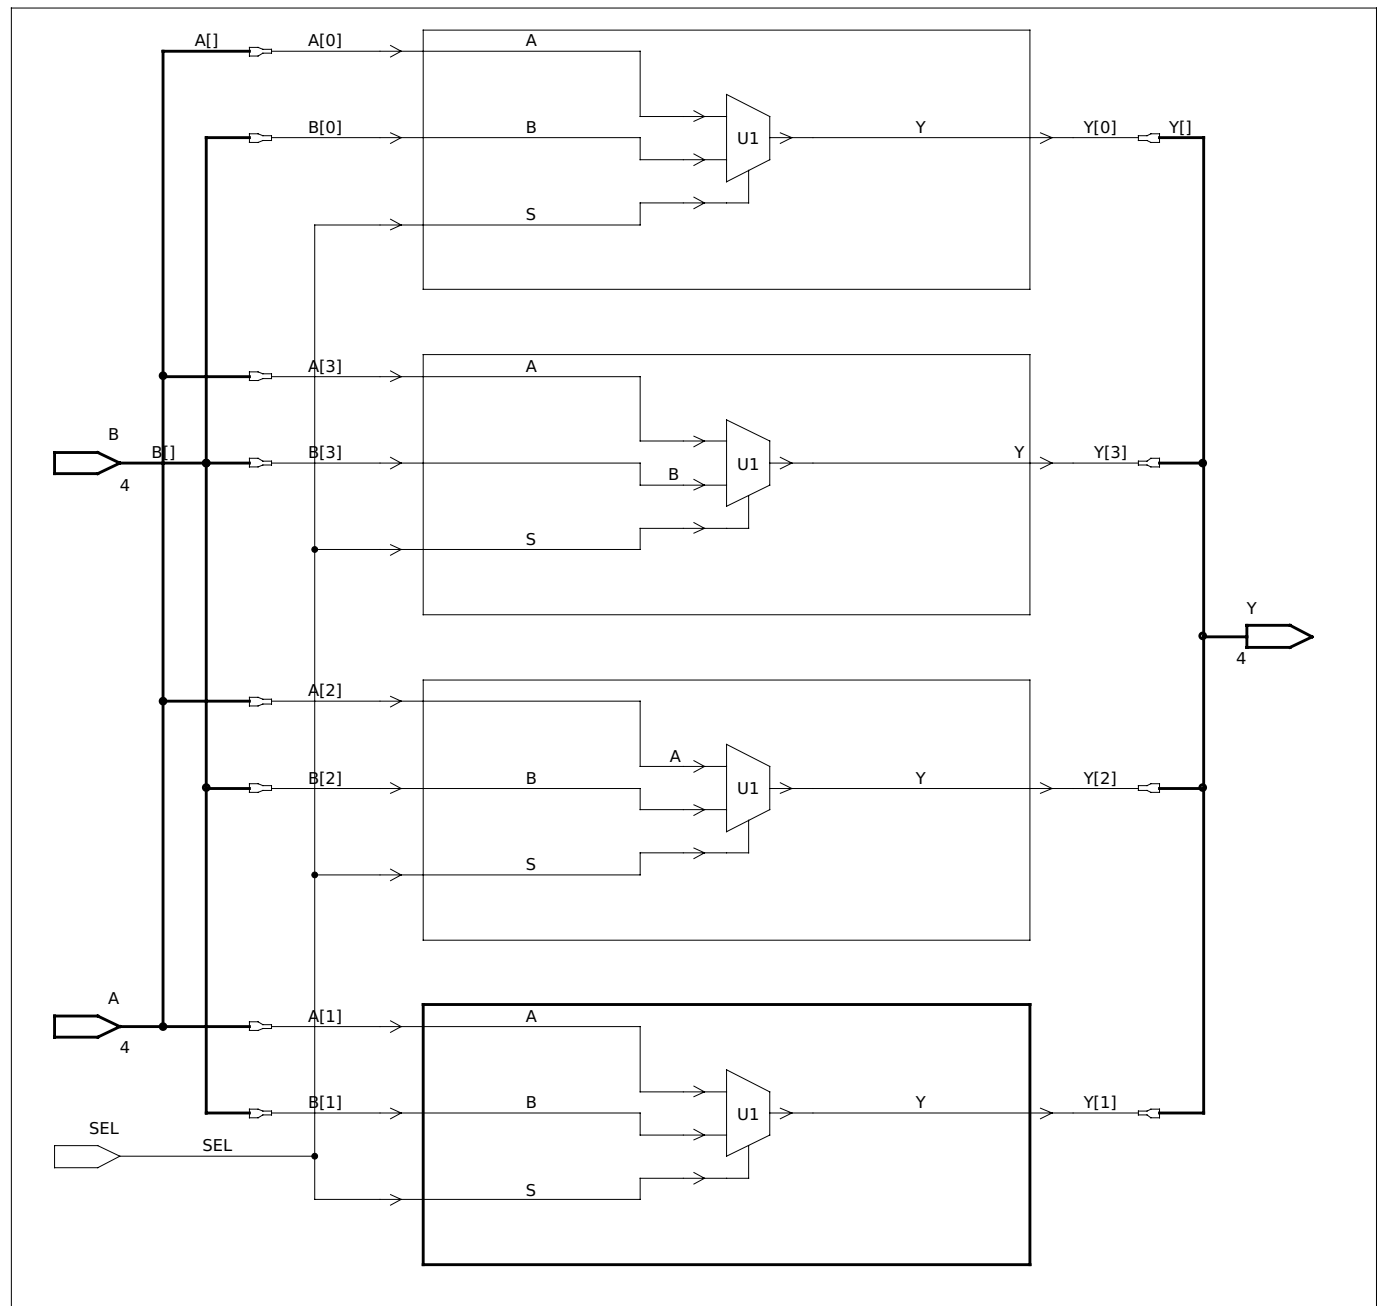 A[] A[0] A
B[0] B U1 Y Y[0] Y[]
S
A[3] A
B B[] B[3] B U1 Y Y[3]
4
S
Y
4
A[2] A
B[2] B U1 Y Y[2]
S
A A[1] A
4
B[1] B U1 Y Y[1]
SEL SEL
S